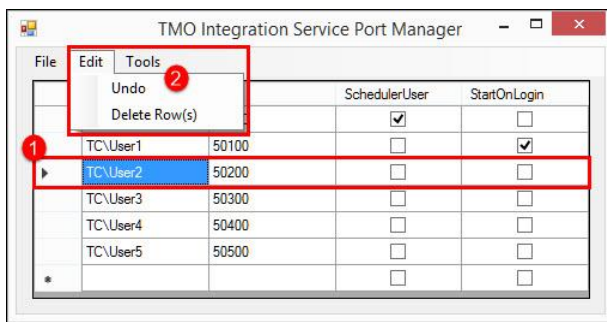 TMO Integration Service Port Manager
File Edit Tools
2
Undo
Delete Row(s)
SchedulerUser StartOnLogin
1
TC\User1 50100
TC\User2 50200
TC\User3 50300
TC\User4 50400
TC\User5 50500